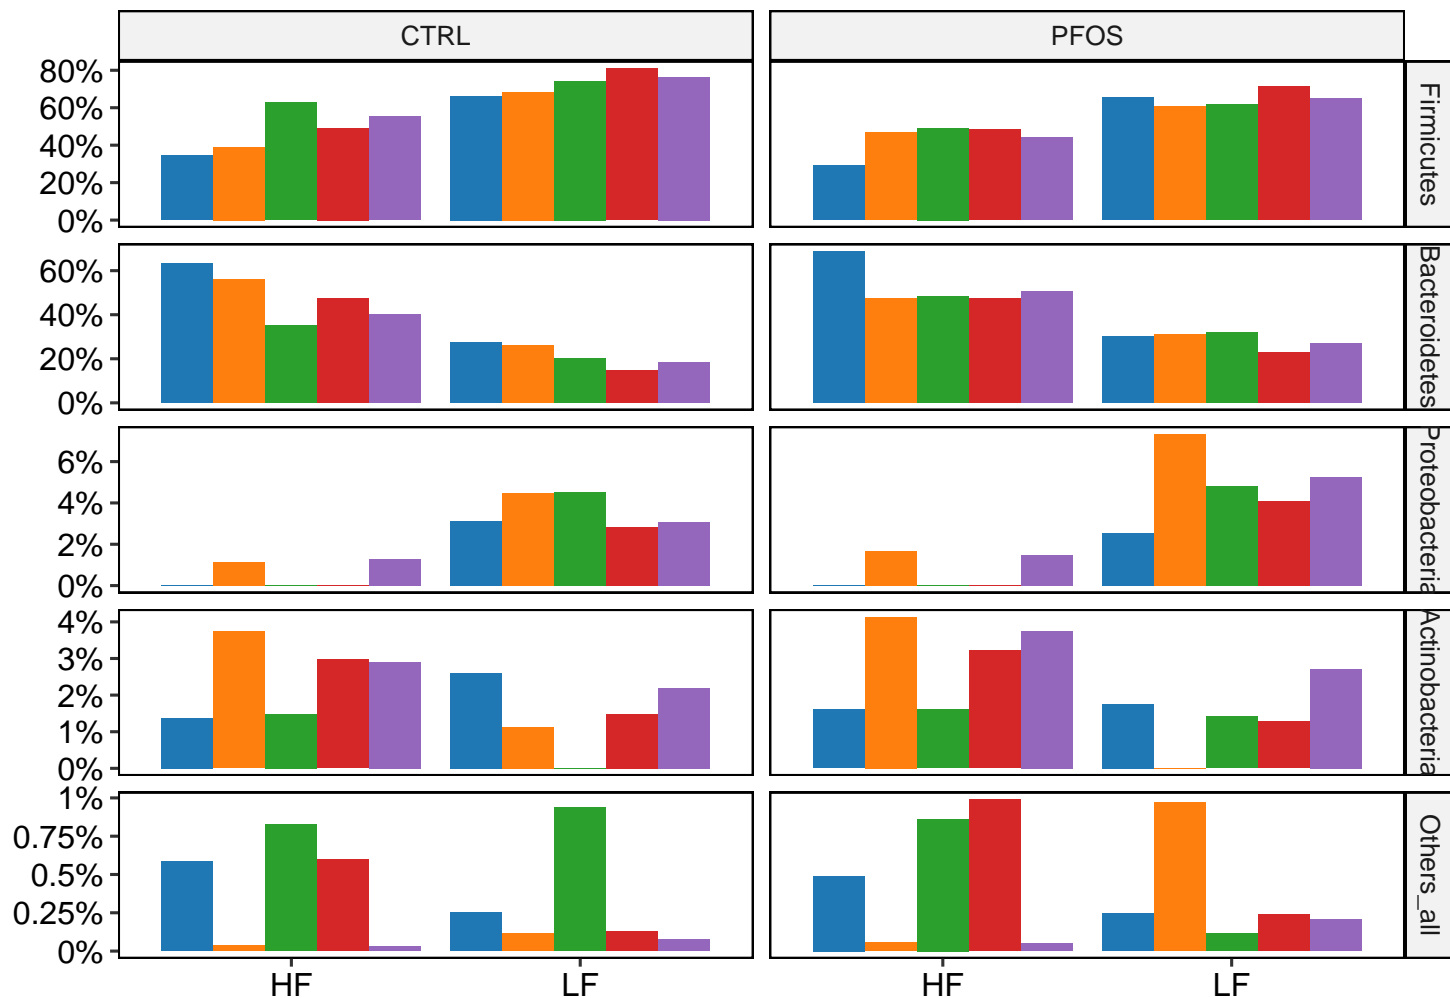 CTRL
PFOS
80%
60%
40%
20%
0%
Firmicutes
60%
40%
20%
0%
Bacteroidetes
6%
4%
2%
0%
Proteobacteria
4%
3%
2%
1%
0%
Actinobacteria
1%
0.75%
0.5%
0.25%
0%
Others_all
HF
LF
HF
LF